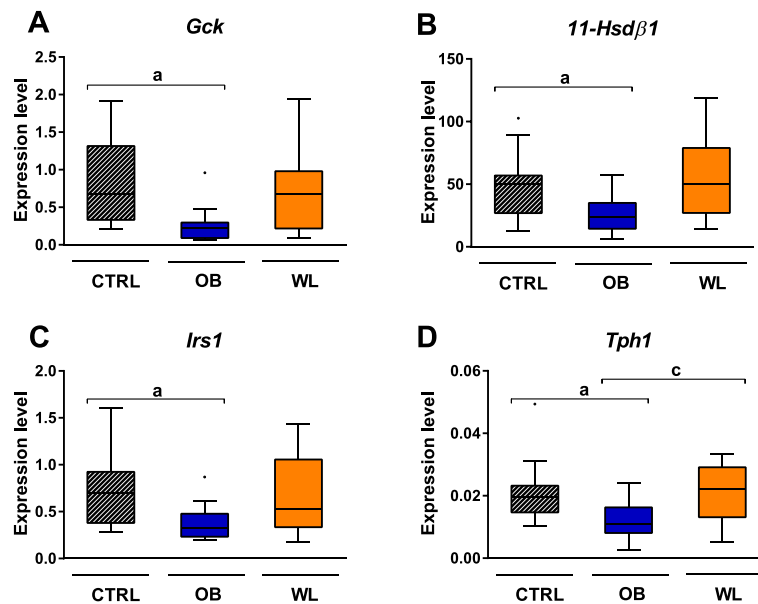 A
Gck
Expression level
2.5
2.0
1.5
1.0
0.5
0.0
a
CTRL
OB
WL
B
11-Hsdβ1
Expression level
150
100
50
0
a
CTRL
OB
WL
C
Irs1
Expression level
2.0
1.5
1.0
0.5
0.0
a
CTRL
OB
WL
D
Tph1
Expression level
0.06
0.04
0.02
0.00
c
a
CTRL
OB
WL